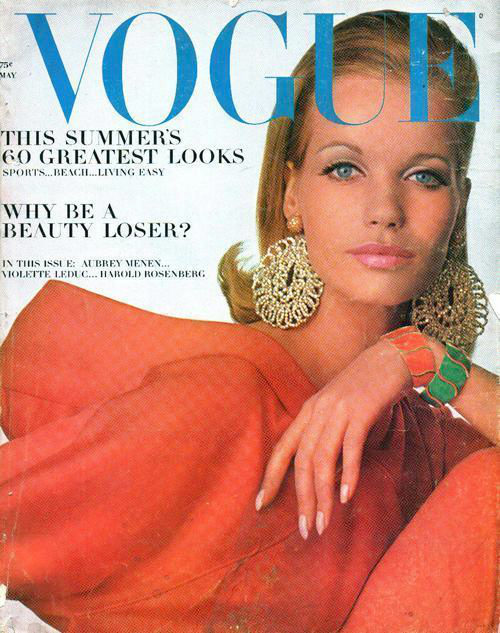 VOGUE
75¢
MAY
THIS SUMMER'S
60 GREATEST LOOKS
SPORTS...BEACH...LIVING EASY
WHY BE A
BEAUTY LOSER?
IN THIS ISSUE: AUBREY MENEN...
VIOLETTE LEDUC... HAROLD ROSENBERG